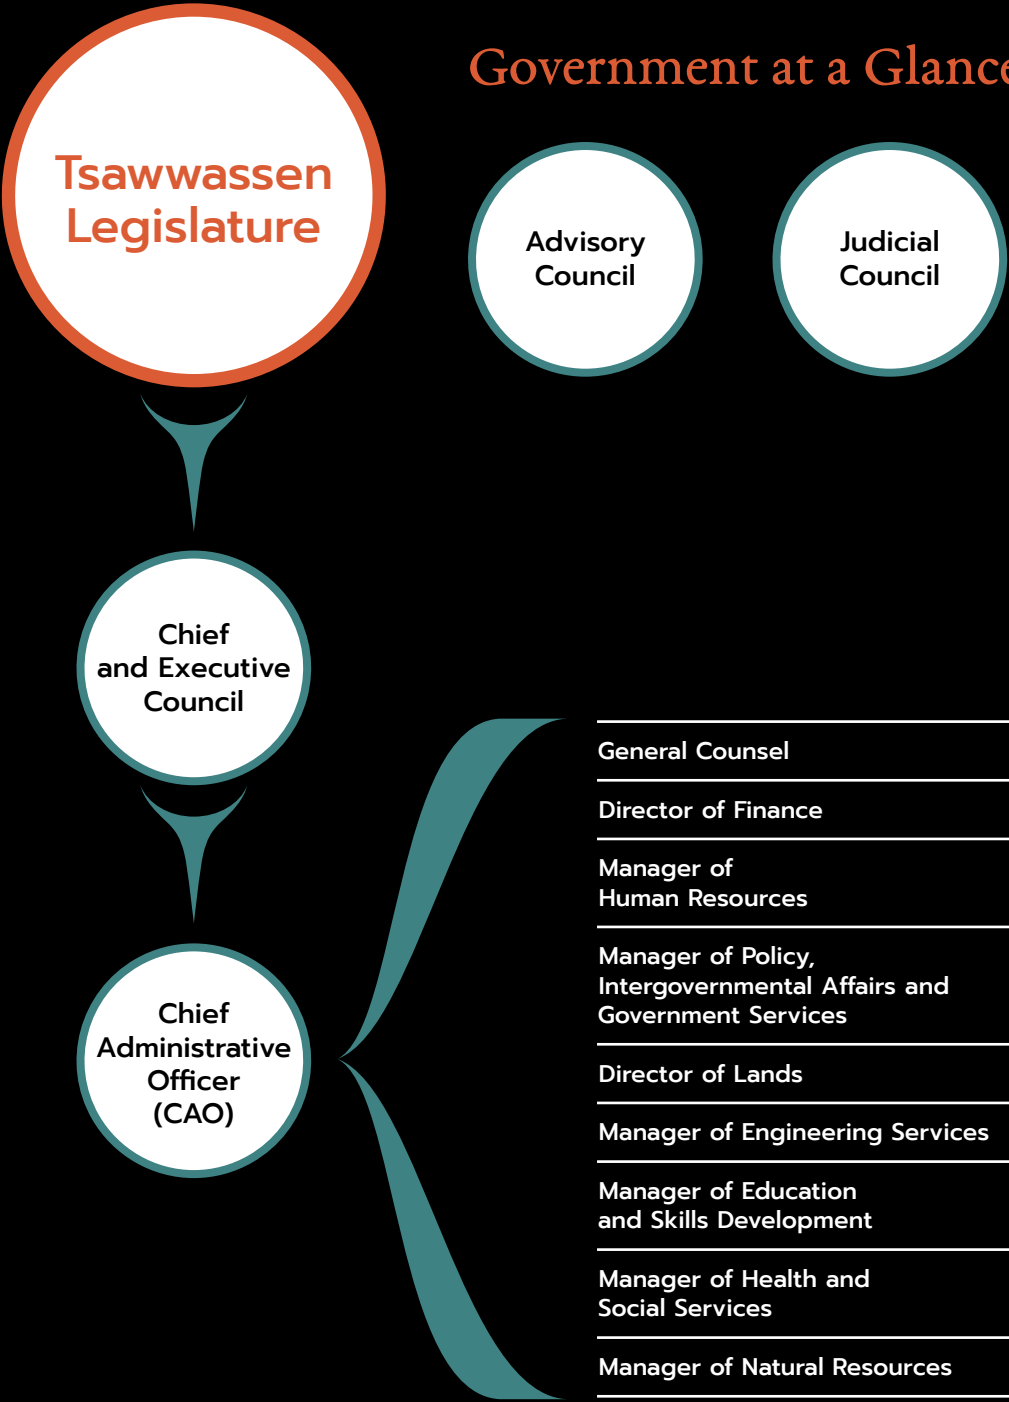 Government at a Glance
Tsawwassen
Legislature
Advisory
Council
Judicial
Council
Chief
and Executive
Council
Chief
Administrative
Officer
(CAO)
General Counsel
Director of Finance
Manager of
Human Resources
Manager of Policy,
Intergovernmental Affairs and
Government Services
Director of Lands
Manager of Engineering Services
Manager of Education
and Skills Development
Manager of Health and
Social Services
Manager of Natural Resources